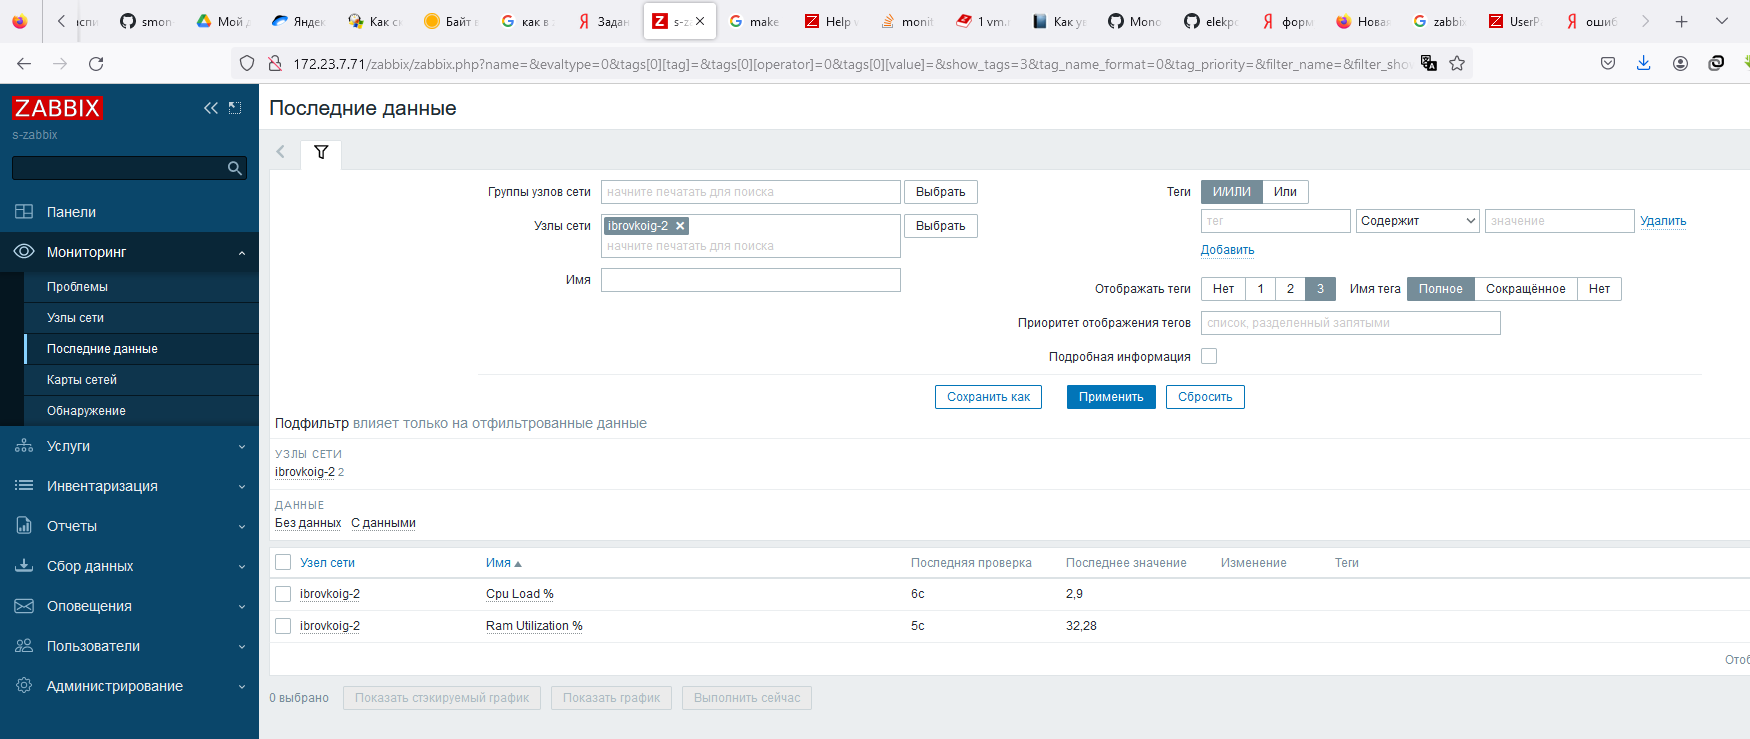 аспи
smon
Мой д
Яндек
Как ск
Байт в
как в z
Задан
s-za
make
Help v
monit
1 vm.r
Как ув
Mono
elekpo
форм
Новая
zabbix
UserPa
ошиб
172.23.7.71/zabbix/zabbix.php?name=&evaltype=0&tags[0][tag]=&tags[0][operator]=0&tags[0][value]=&show_tags=3&tag_name_format=0&tag_priority=&filter_name=&filter_show
ZABBIX
s-zabbix
Панели
Мониторинг
Проблемы
Узлы сети
Последние данные
Карты сетей
Обнаружение
Услуги
Инвентаризация
Отчеты
Сбор данных
Оповещения
Пользователи
Администрирование
Последние данные
Группы узлов сети начните печатать для поиска Выбрать
Узлы сети ibrovkoig-2 Выбрать
начните печатать для поиска
Имя
Теги И/ИЛИ Или
тег Содержит значение Удалить
Добавить
Отображать теги Нет 1 2 3 Имя тега Полное Сокращённое Нет
Приоритет отображения тегов список, разделенный запятыми
Подробная информация
Сохранить как Применить Сбросить
Подфильтр влияет только на отфильтрованные данные
УЗЛЫ СЕТИ
ibrovkoig-2 2
ДАННЫЕ
Без данных С данными
Узел сети Имя Последняя проверка Последнее значение Изменение Теги
ibrovkoig-2 Cpu Load % 6с 2,9
ibrovkoig-2 Ram Utilization % 5с 32,28
Отоб
0 выбрано Показать стэкируемый график Показать график Выполнить сейчас